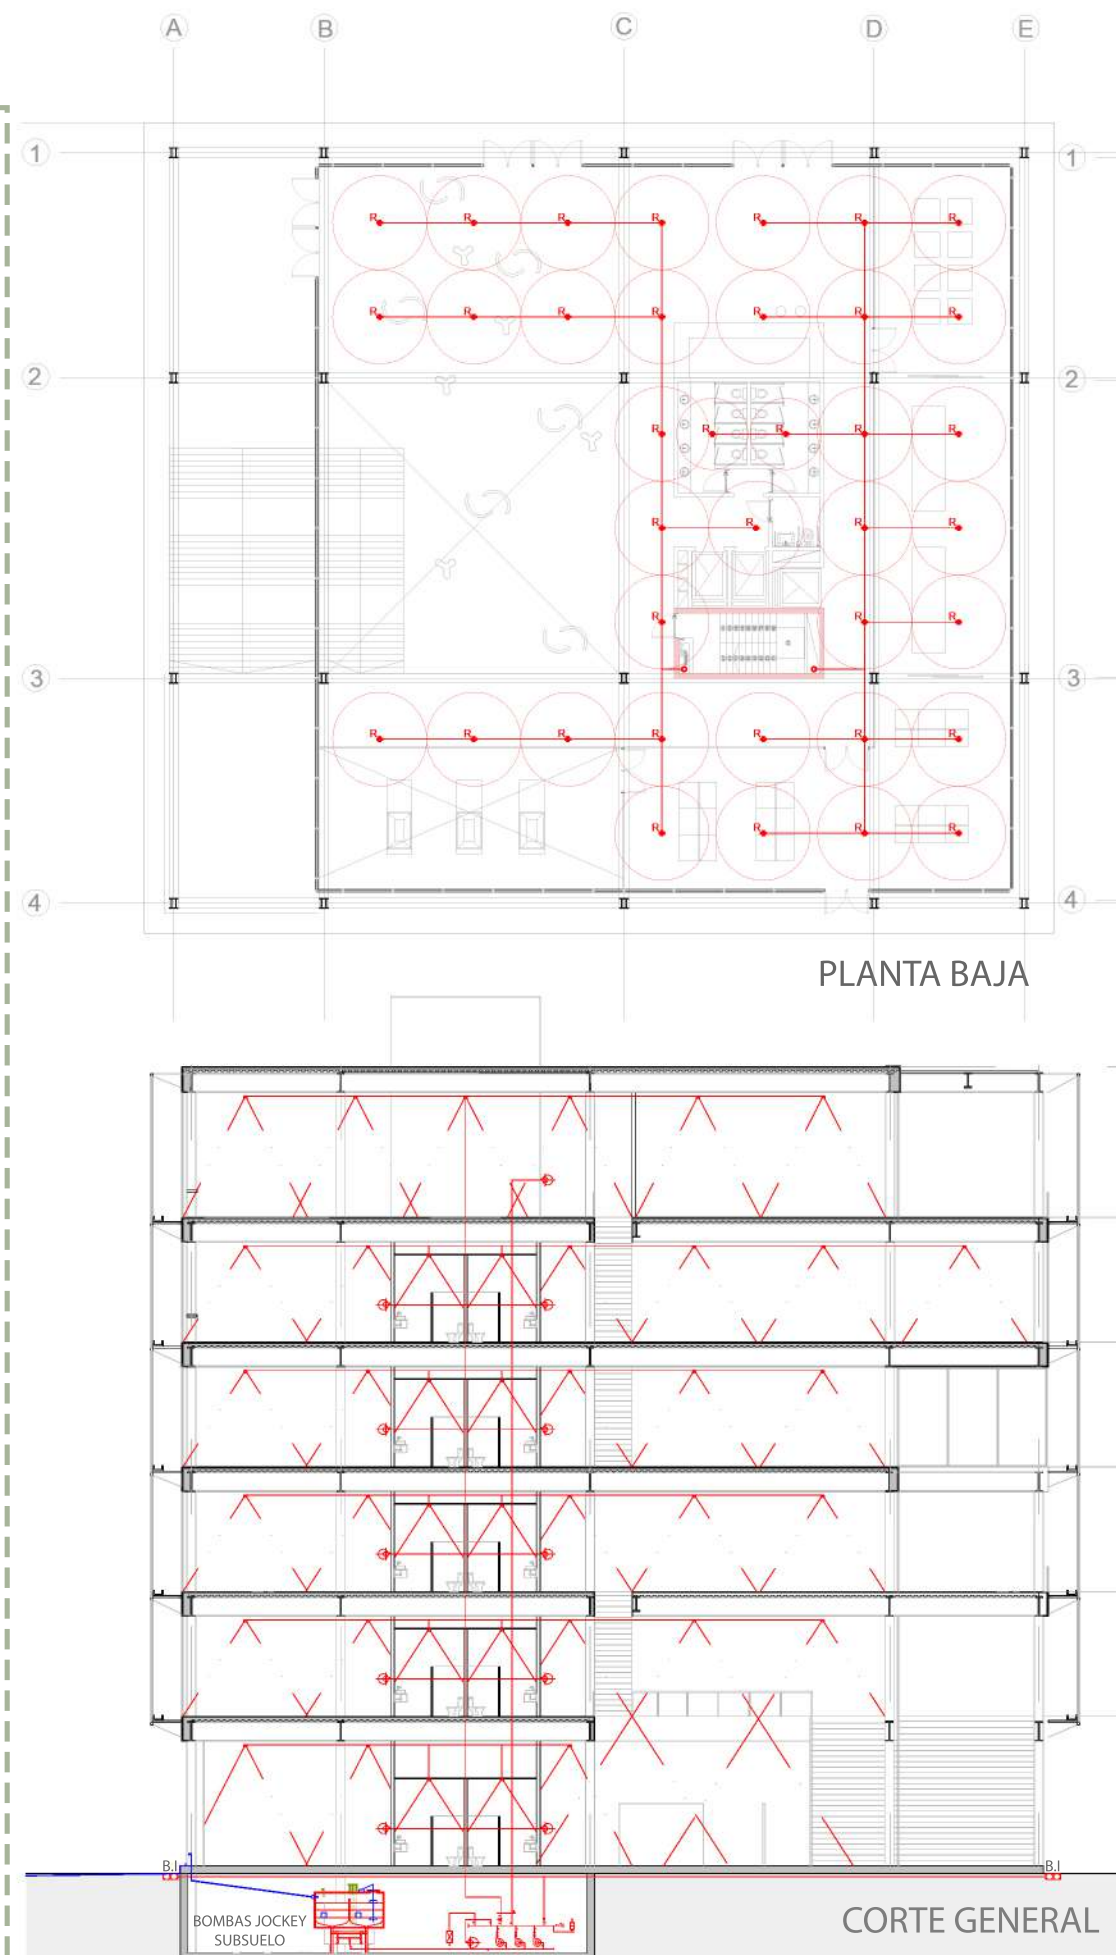 A B C D E
1 1
R R R R R R R
R R R R R R R
2 2
R R R R R
R R R R
R R R
3 3
R R R R R R R
R R R R
4 4
PLANTA BAJA
B.I B.I
BOMBAS JOCKEY
SUBSUELO
CORTE GENERAL